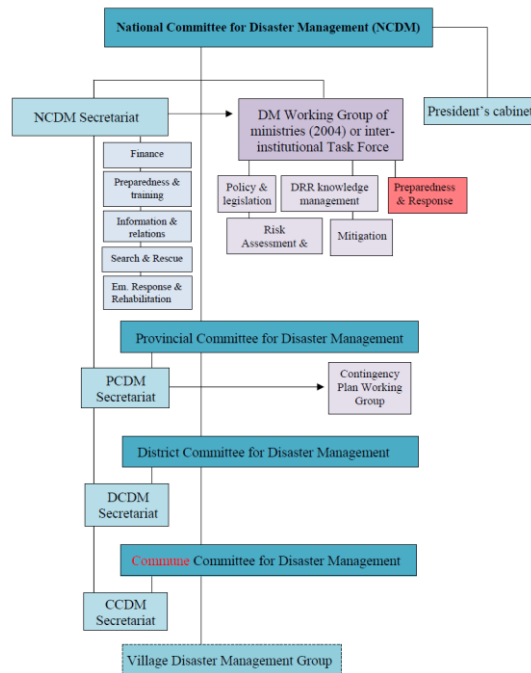 National Committee for Disaster Management (NCDM)
NCDM Secretariat
DM Working Group of
ministries (2004) or inter-
institutional Task Force
President's cabinet
Finance
Preparedness &
training
Information &
relations
Search & Rescue
Em. Response &
Rehabilitation
Policy &
legislation
DRR knowledge
management
Preparedness
& Response
Risk
Assessment &
Mitigation
Provincial Committee for Disaster Management
PCDM
Secretariat
Contingency
Plan Working
Group
District Committee for Disaster Management
DCDM
Secretariat
Commune Committee for Disaster Management
CCDM
Secretariat
Village Disaster Management Group